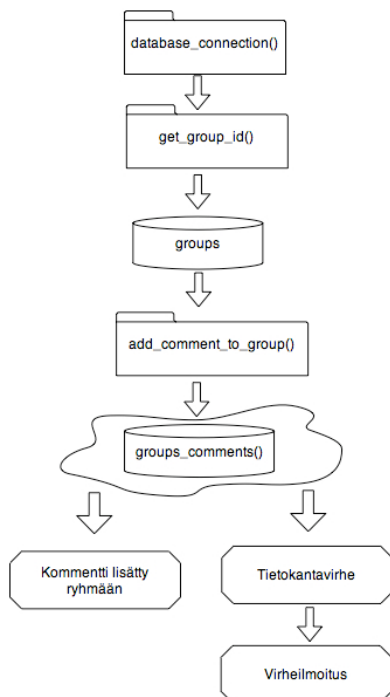 database_connection()
get_group_id()
groups
add_comment_to_group()
groups_comments()
Kommentti lisätty
ryhmään
Tietokantavirhe
Virheilmoitus